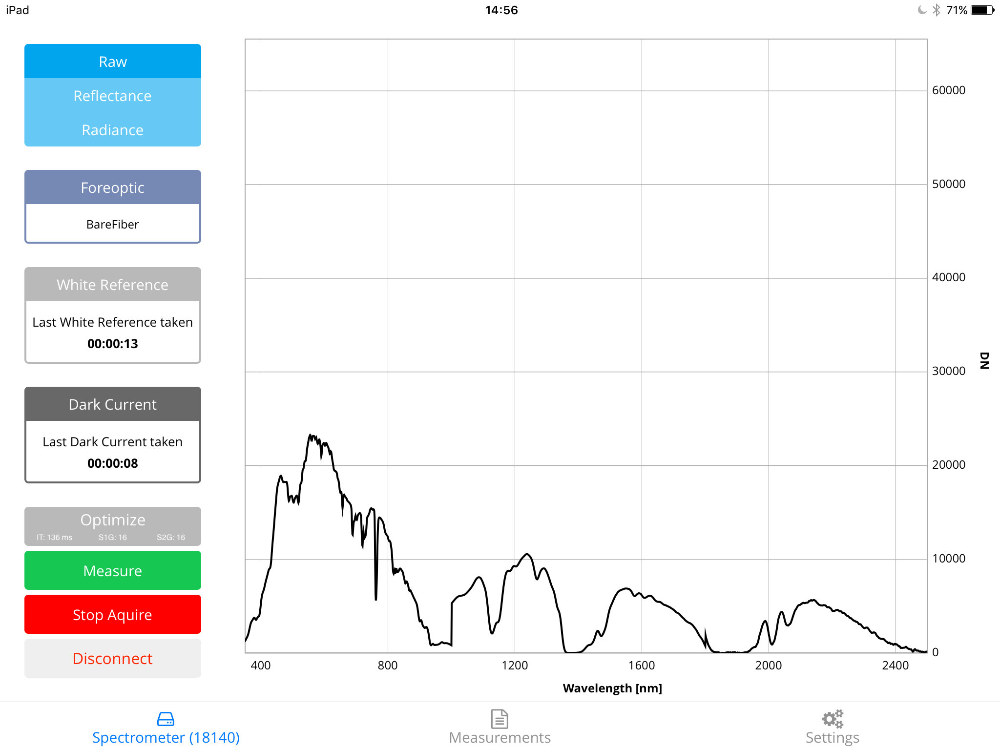 iPad
14:56
71%
Raw
Reflectance
Radiance
Foreoptic
BareFiber
White Reference
Last White Reference taken
00:00:13
Dark Current
Last Dark Current taken
00:00:08
Optimize
IT: 136 ms S1G: 16 S2G: 16
Measure
Stop Aquire
Disconnect
60000
50000
40000
30000
20000
10000
0
DN
400 800 1200 1600 2000 2400
Wavelength [nm]
Spectrometer (18140)
Measurements
Settings